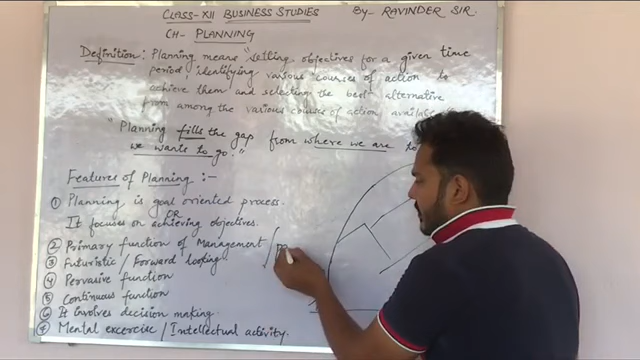 CLASS-XII BUSINESS STUDIES BY- RAVINDER SIR.
CH- PLANNING
Definition: Planning means "setting objectives for a given time
period identifying various courses of action to
achieve them and selecting the best alternative
from among the various courses of action
"Planning fills the gap from where we are to
we wants to go."
Features of Planning :-
① Planning is goal oriented process.
OR
It focuses on achieving objectives.
② Primary function of Management
③ Futuristic / Forward looking
④ Pervasive function
⑤ Continuous function
⑥ It involves decision making.
⑦ Mental excercise / Intellectual activity.